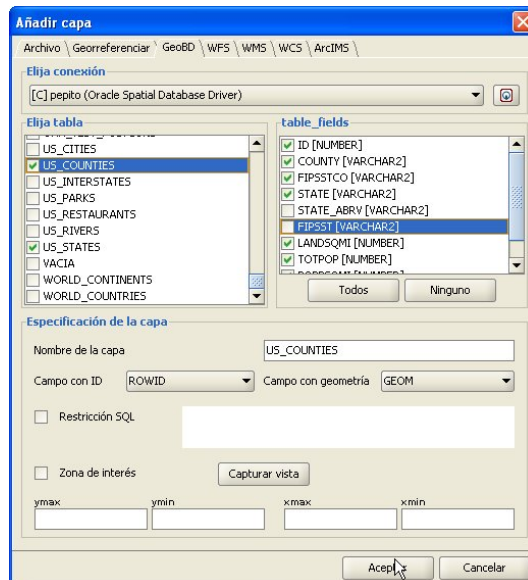 Añadir capa
Archivo Georreferenciar GeoBD WFS WMS WCS ArcIMS
Elija conexión
[C] pepito (Oracle Spatial Database Driver)
Elija tabla
US_CITIES
US_COUNTIES
US_INTERSTATES
US_PARKS
US_RESTAURANTS
US_RIVERS
US_STATES
VACIA
WORLD_CONTINENTS
WORLD_COUNTRIES
table_fields
ID [NUMBER]
COUNTY [VARCHAR2]
FIPSSTCO [VARCHAR2]
STATE [VARCHAR2]
STATE_ABRV [VARCHAR2]
FIPSST [VARCHAR2]
LANDSQMI [NUMBER]
TOTPOP [NUMBER]
Todos Ninguno
Especificación de la capa
Nombre de la capa US_COUNTIES
Campo con ID ROWID Campo con geometría GEOM
Restricción SQL
Zona de interés Capturar vista
ymax ymin xmax xmin
Cancelar